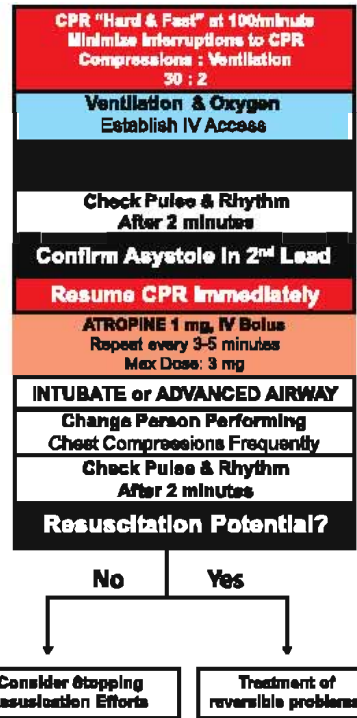 CPR "Hard & Fast" at 100/minute
Minimize Interruptions to CPR
Compressions : Ventilation
30 : 2
Ventilation & Oxygen
Establish IV Access
Check Pulse & Rhythm
After 2 minutes
Confirm Asystole in 2nd Lead
Resume CPR Immediately
ATROPINE 1 mg, IV Bolus
Repeat every 3-5 minutes
Max Dose: 3 mg
INTUBATE or ADVANCED AIRWAY
Change Person Performing
Chest Compressions Frequently
Check Pulse & Rhythm
After 2 minutes
Resuscitation Potential?
No Yes
Consider Stopping
Efforts
Treatment of
reversible problems